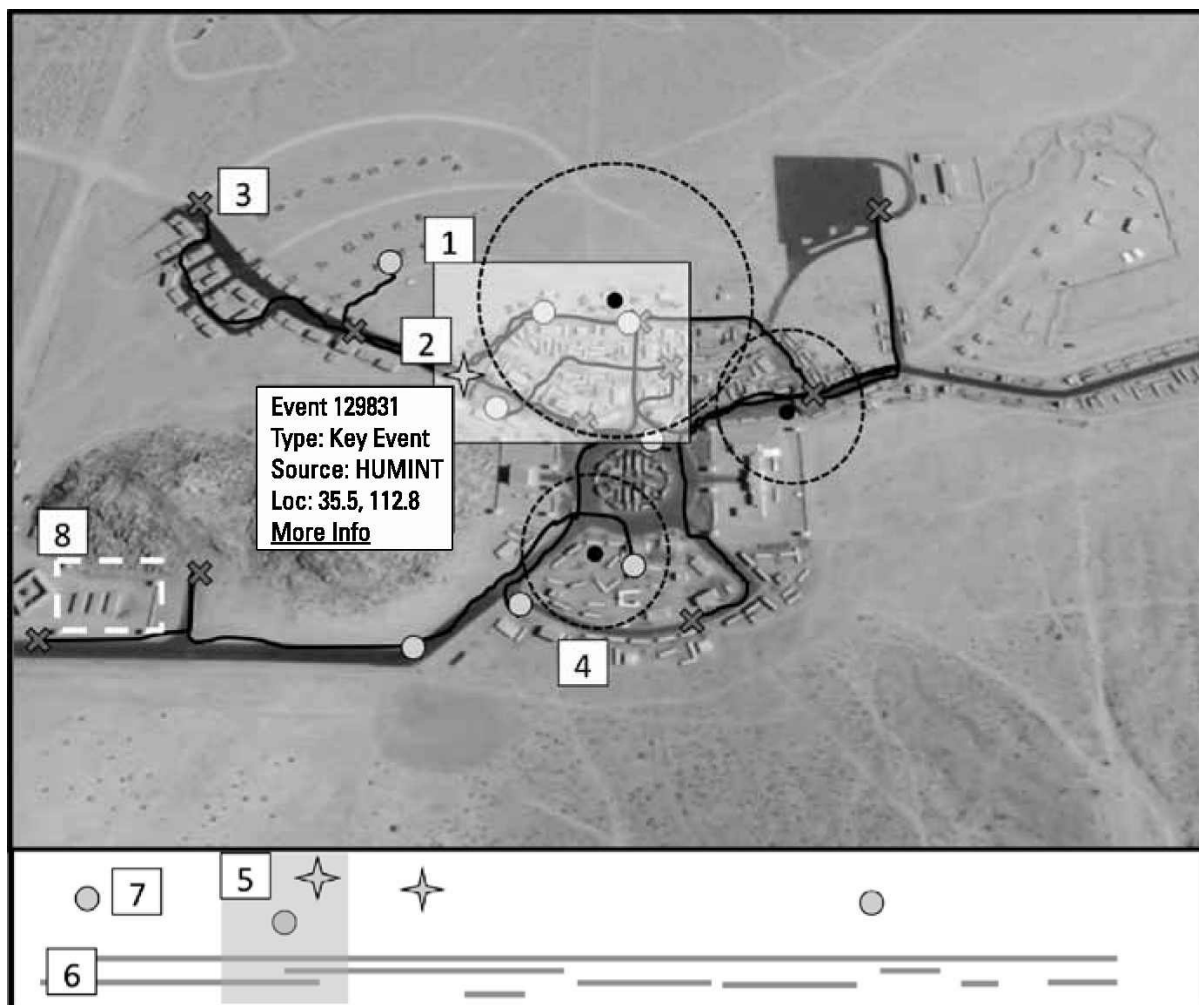 3
1
2
Event 129831
Type: Key Event
Source: HUMINT
Loc: 35.5, 112.8
More Info
8
4
5
7
6